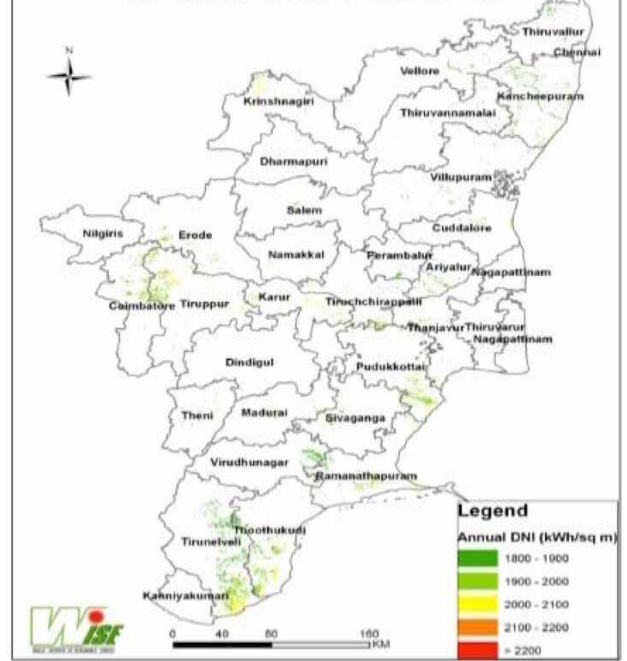 N
Thiruvallur
Chennai
Vellore
Kancheepuram
Krinshnagiri
Thiruvannamalai
Dharmapuri
Villupuram
Salem
Nilgiris
Erode
Cuddalore
Namakkal
Perambalur
Ariyalur
Nagapattinam
Karur
Coimbatore
Tiruppur
Tiruchchirappalli
Thanjavur
Thiruvarur
Nagapattinam
Dindigul
Pudukkottai
Theni
Madurai
Sivaganga
Virudhunagar
Ramanathapuram
Thoothukudi
Tirunelveli
Kanniyakumari
Legend
Annual DNI (kWh/sq m)
1800 - 1900
1900 - 2000
2000 - 2100
2100 - 2200
> 2200
WISE
0 40 80 160
KM